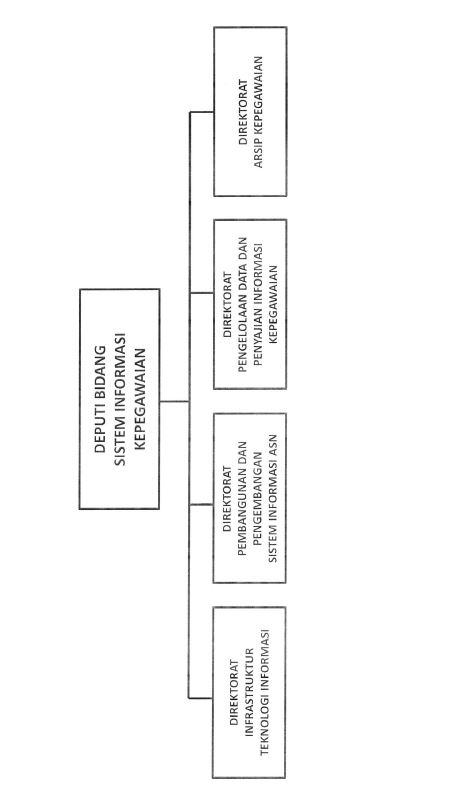 DEPUTI BIDANG
SISTEM INFORMASI
KEPEGAWAIAN
DIREKTORAT
INFRASTRUKTUR
TEKNOLOGI INFORMASI
DIREKTORAT
PEMBANGUNAN DAN
PENGEMBANGAN
SISTEM INFORMASI ASN
DIREKTORAT
PENGELOLAAN DATA DAN
PENYAJIAN INFORMASI
KEPEGAWAIAN
DIREKTORAT
ARSIP KEPEGAWAIAN